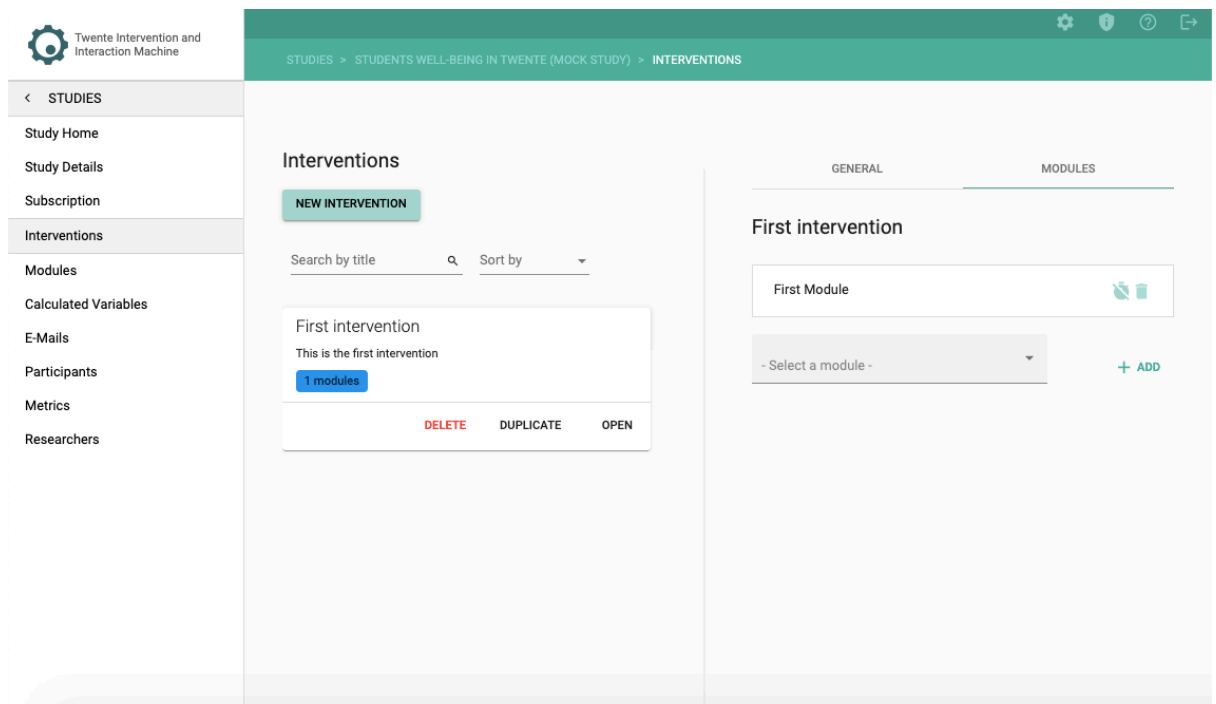 Twente Intervention and
Interaction Machine
STUDIES > STUDENTS WELL-BEING IN TWENTE (MOCK STUDY) > INTERVENTIONS
< STUDIES
Study Home
Study Details
Subscription
Interventions
Modules
Calculated Variables
E-Mails
Participants
Metrics
Researchers
Interventions
NEW INTERVENTION
Search by title
Sort by
First intervention
This is the first intervention
1 modules
DELETE DUPLICATE OPEN
GENERAL MODULES
First intervention
First Module
- Select a module -
+ ADD